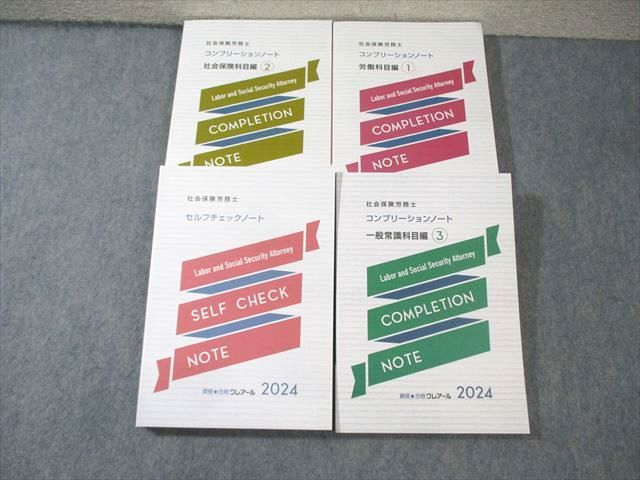 社会保険労務士
コンプリーションノート
社会保険科目編 ②
Labor and Social Security Attorney
COMPLETION
NOTE
社会保険労務士
コンプリーションノート
労働科目編 ①
Labor and Social Security Attorney
COMPLETION
NOTE
社会保険労務士
セルフチェックノート
Labor and Social Security Attorney
SELF CHECK
NOTE
資格★合格クレアール 2024
社会保険労務士
コンプリーションノート
一般常識科目編 ③
Labor and Social Security Attorney
COMPLETION
NOTE
資格★合格クレアール 2024